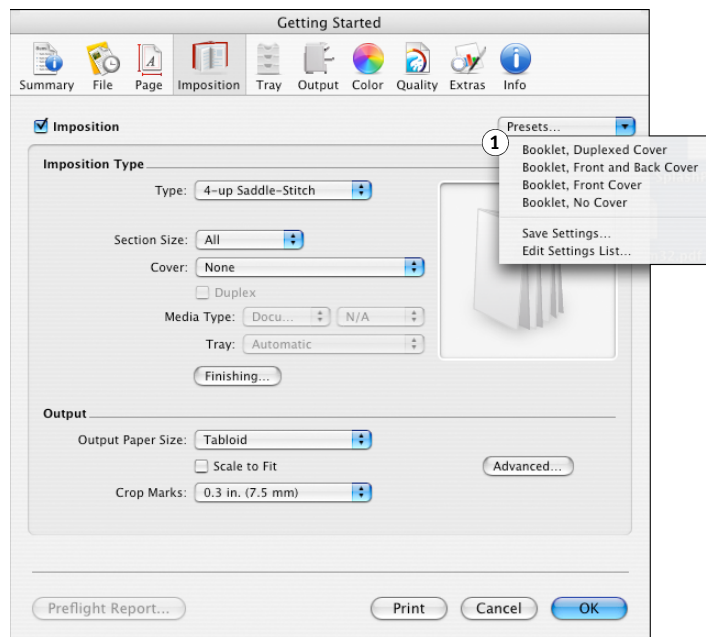 Getting Started
Summary File Page Imposition Tray Output Color Quality Extras Info
Imposition
Presets...
1
Booklet, Duplexed Cover
Booklet, Front and Back Cover
Booklet, Front Cover
Booklet, No Cover
Save Settings...
Edit Settings List...
Imposition Type
Type: 4-up Saddle-Stitch
Section Size: All
Cover: None
Duplex
Media Type: Docu... N/A
Tray: Automatic
Finishing...
Output
Output Paper Size: Tabloid
Scale to Fit
Advanced...
Crop Marks: 0.3 in. (7.5 mm)
Preflight Report... Print Cancel OK